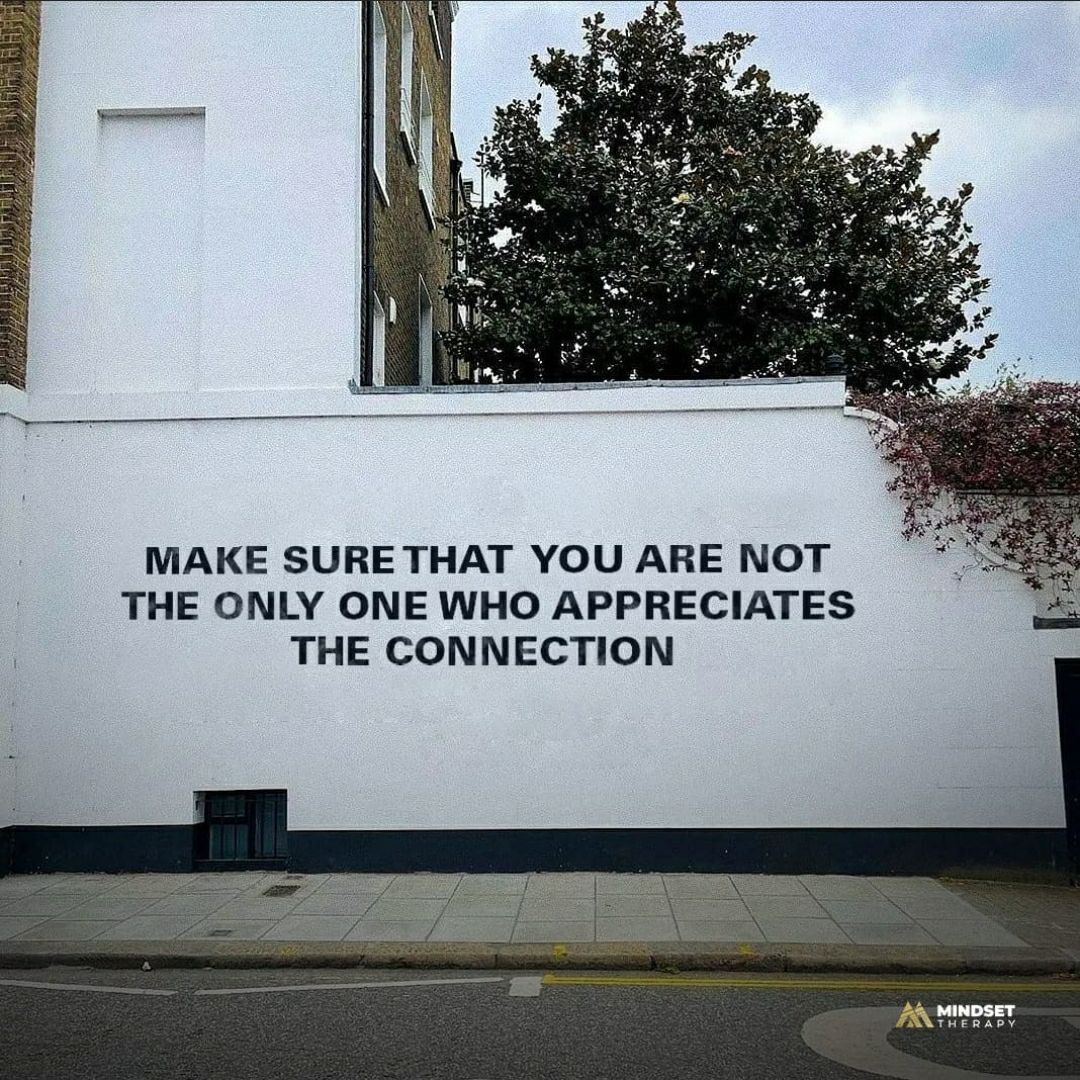 MAKE SURE THAT YOU ARE NOT
THE ONLY ONE WHO APPRECIATES
THE CONNECTION
MINDSET
THERAPY